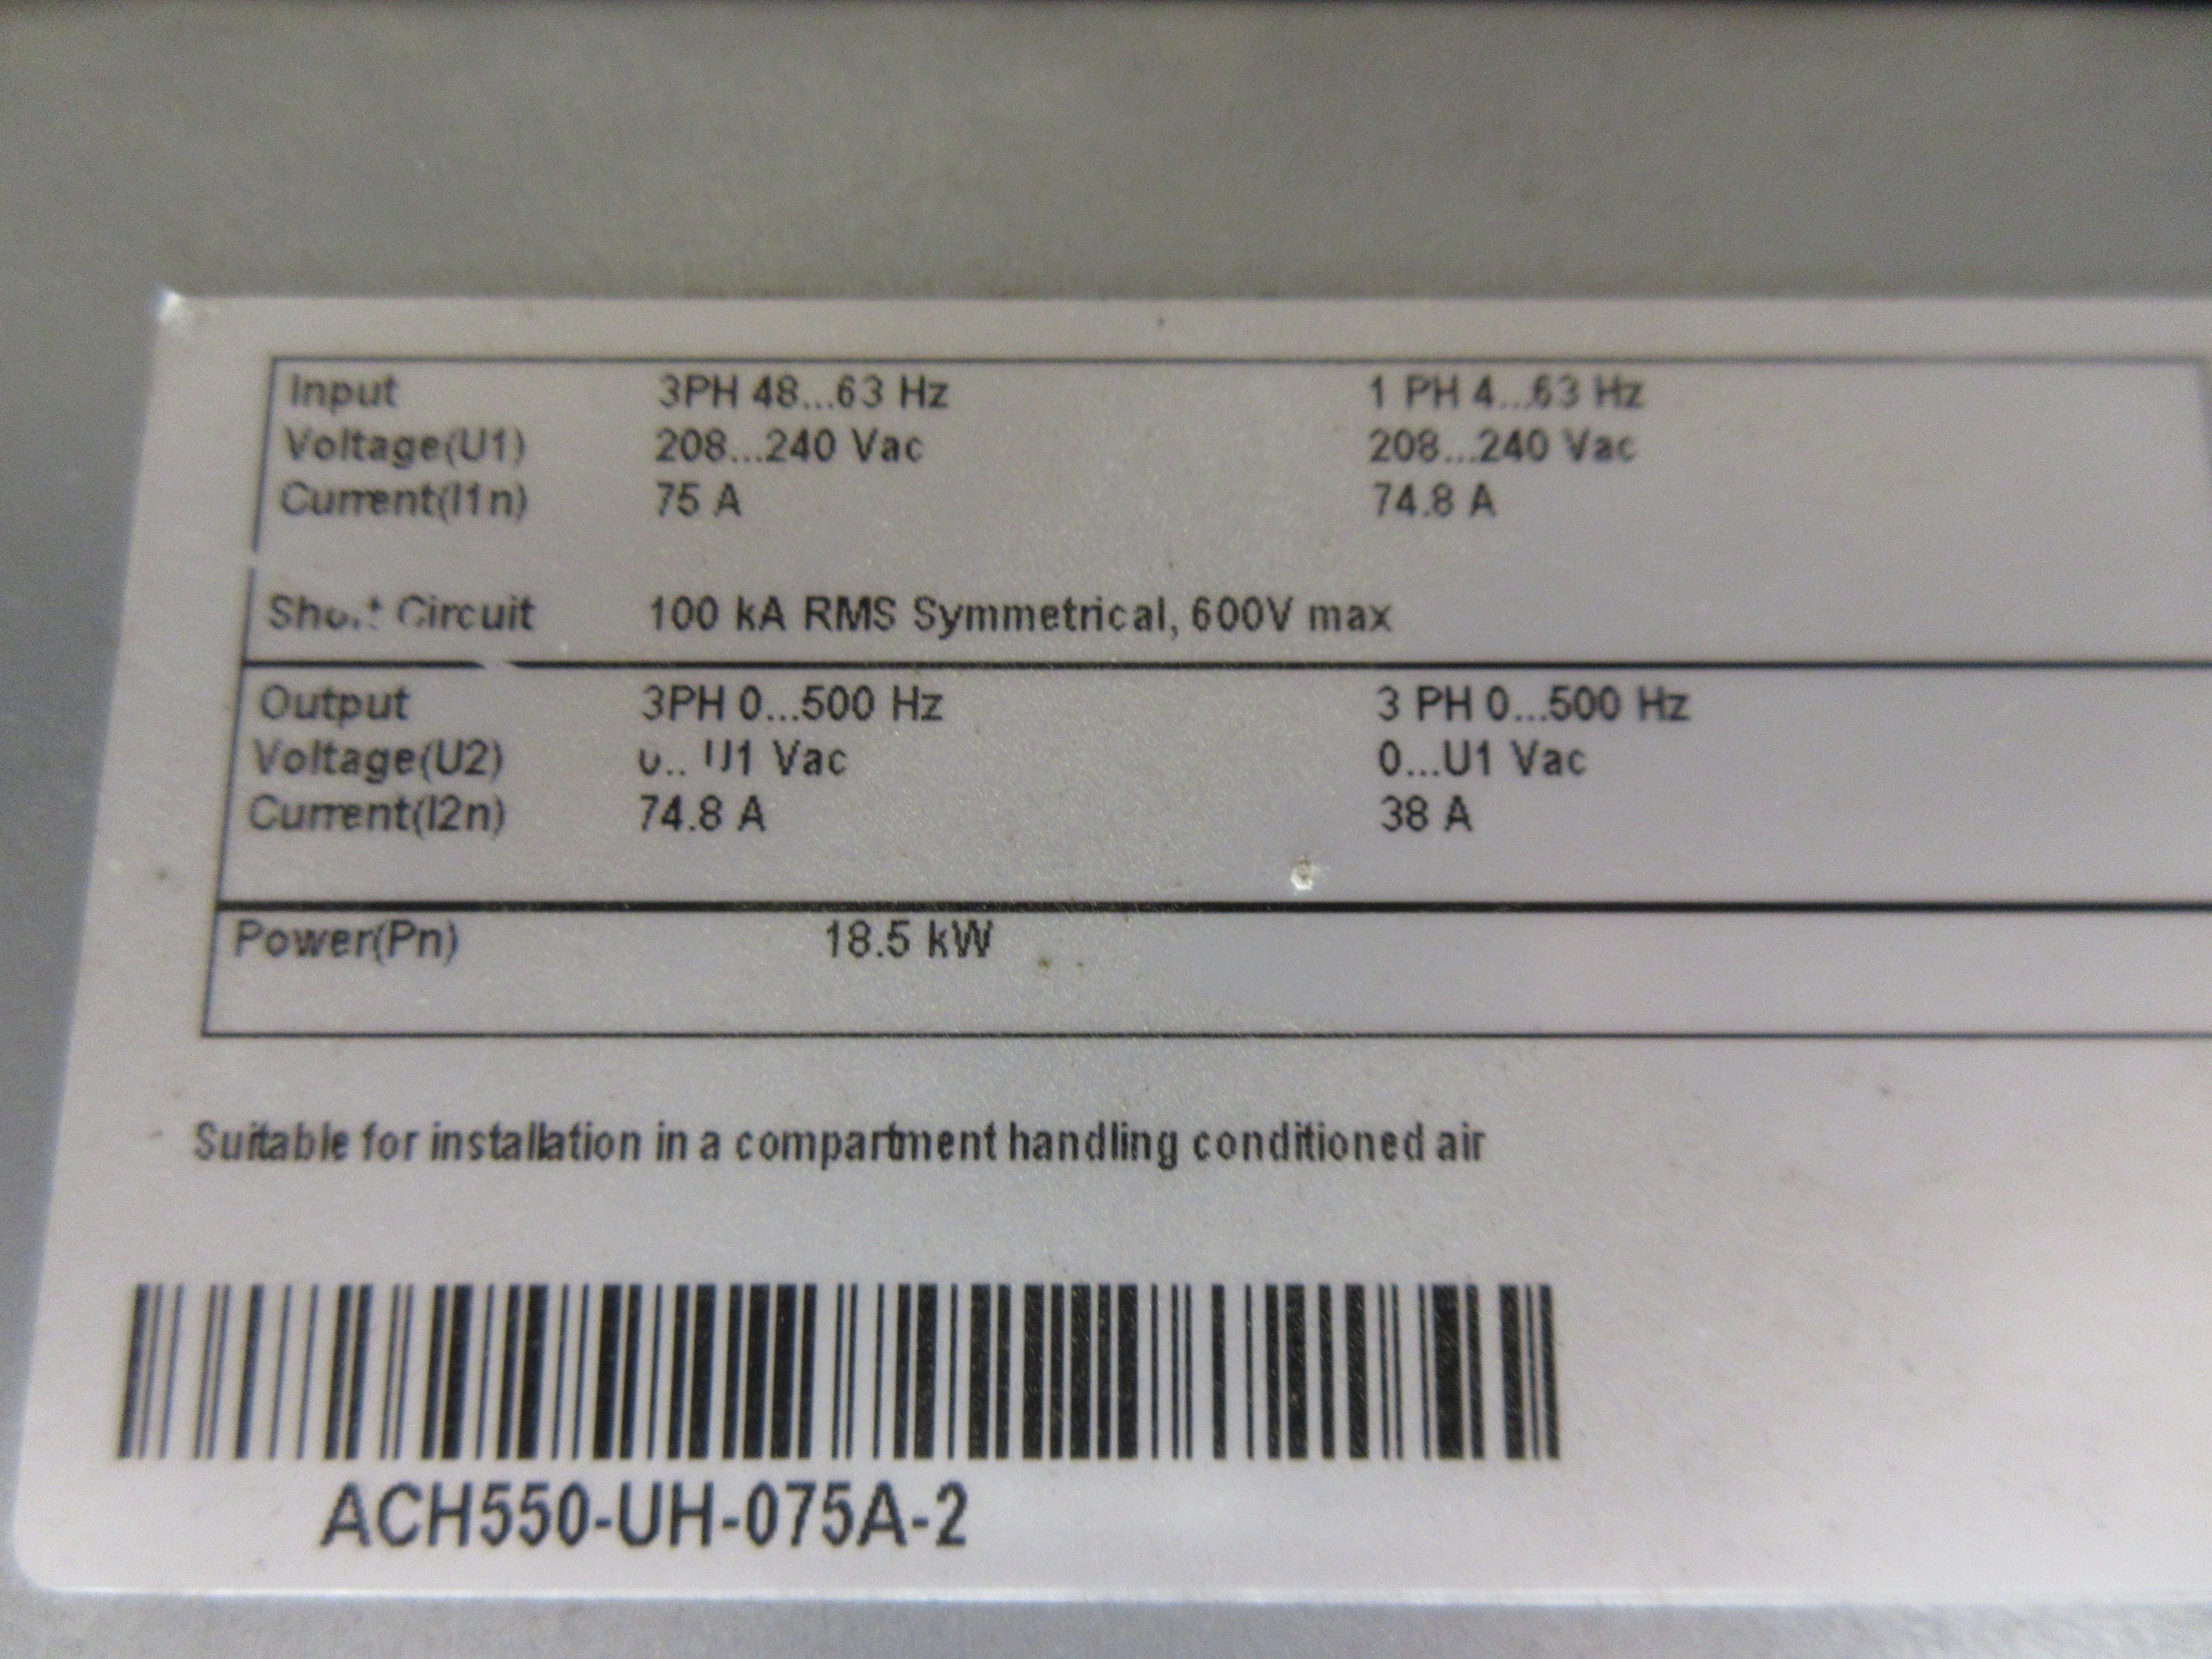 Input 3PH 48...63 Hz 1 PH 4...63 Hz
Voltage(U1) 208...240 Vac 208...240 Vac
Current(I1n) 75 A 74.8 A
Short Circuit 100 kA RMS Symmetrical, 600V max
Output 3PH 0...500 Hz 3 PH 0...500 Hz
Voltage(U2) 0...U1 Vac 0...U1 Vac
Current(I2n) 74.8 A 38 A
Power(Pn) 18.5 kW
Suitable for installation in a compartment handling conditioned air
ACH550-UH-075A-2